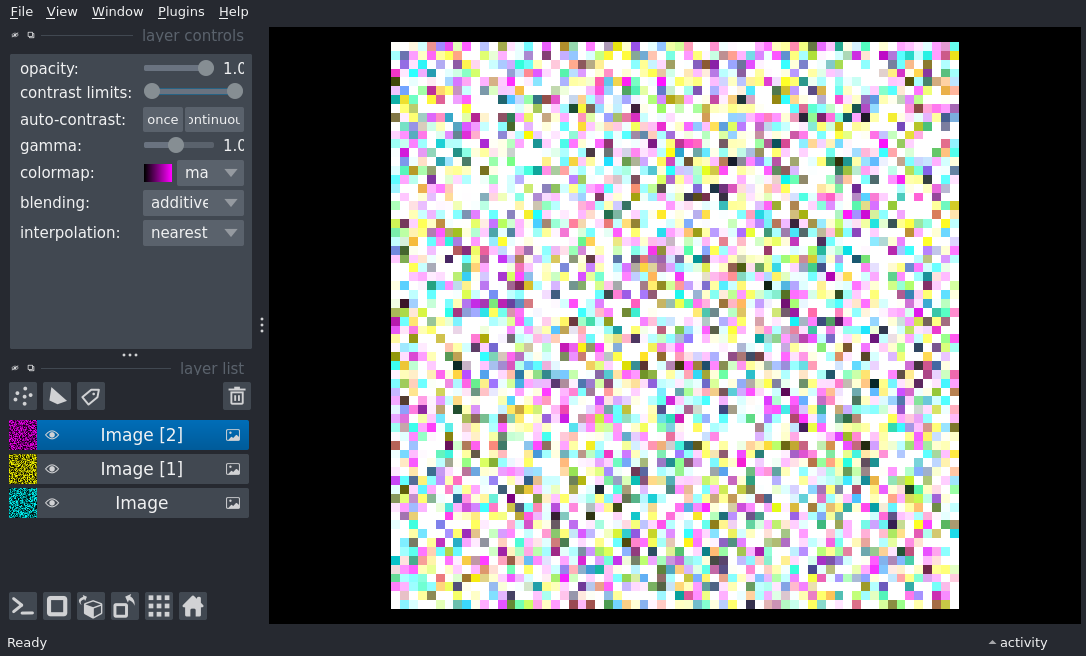 File View Window Plugins Help
layer controls
opacity: 1.0
contrast limits:
auto-contrast: once ontinuou
gamma: 1.0
colormap: ma
blending: additive
interpolation: nearest
layer list
Image [2]
Image [1]
Image
Ready
activity